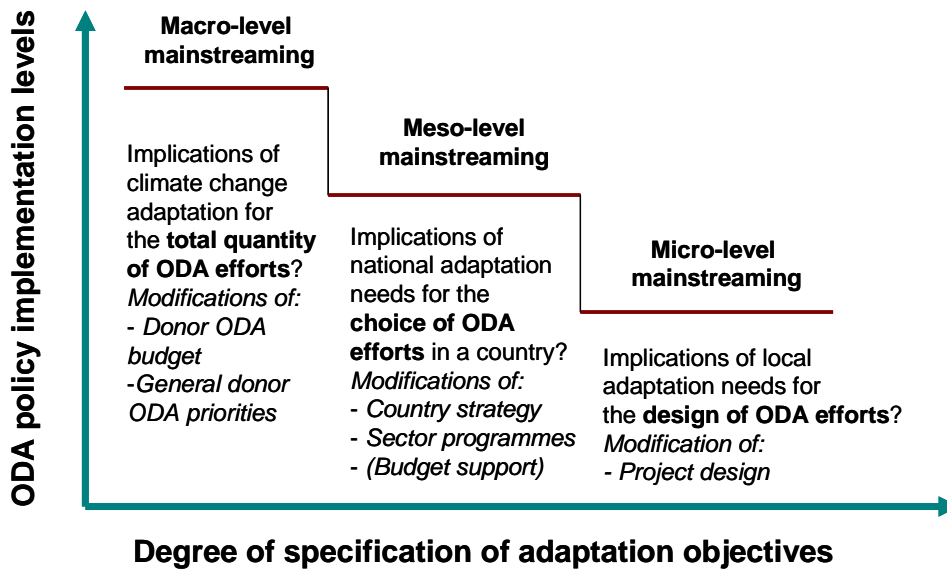 ODA policy implementation levels
Macro-level
mainstreaming
Implications of
climate change
adaptation for
the total quantity
of ODA efforts?
Modifications of:
- Donor ODA
budget
-General donor
ODA priorities
Meso-level
mainstreaming
Implications of
national adaptation
needs for the
choice of ODA
efforts in a country?
Modifications of:
- Country strategy
- Sector programmes
- (Budget support)
Micro-level
mainstreaming
Implications of local
adaptation needs for
the design of ODA efforts?
Modification of:
- Project design
Degree of specification of adaptation objectives